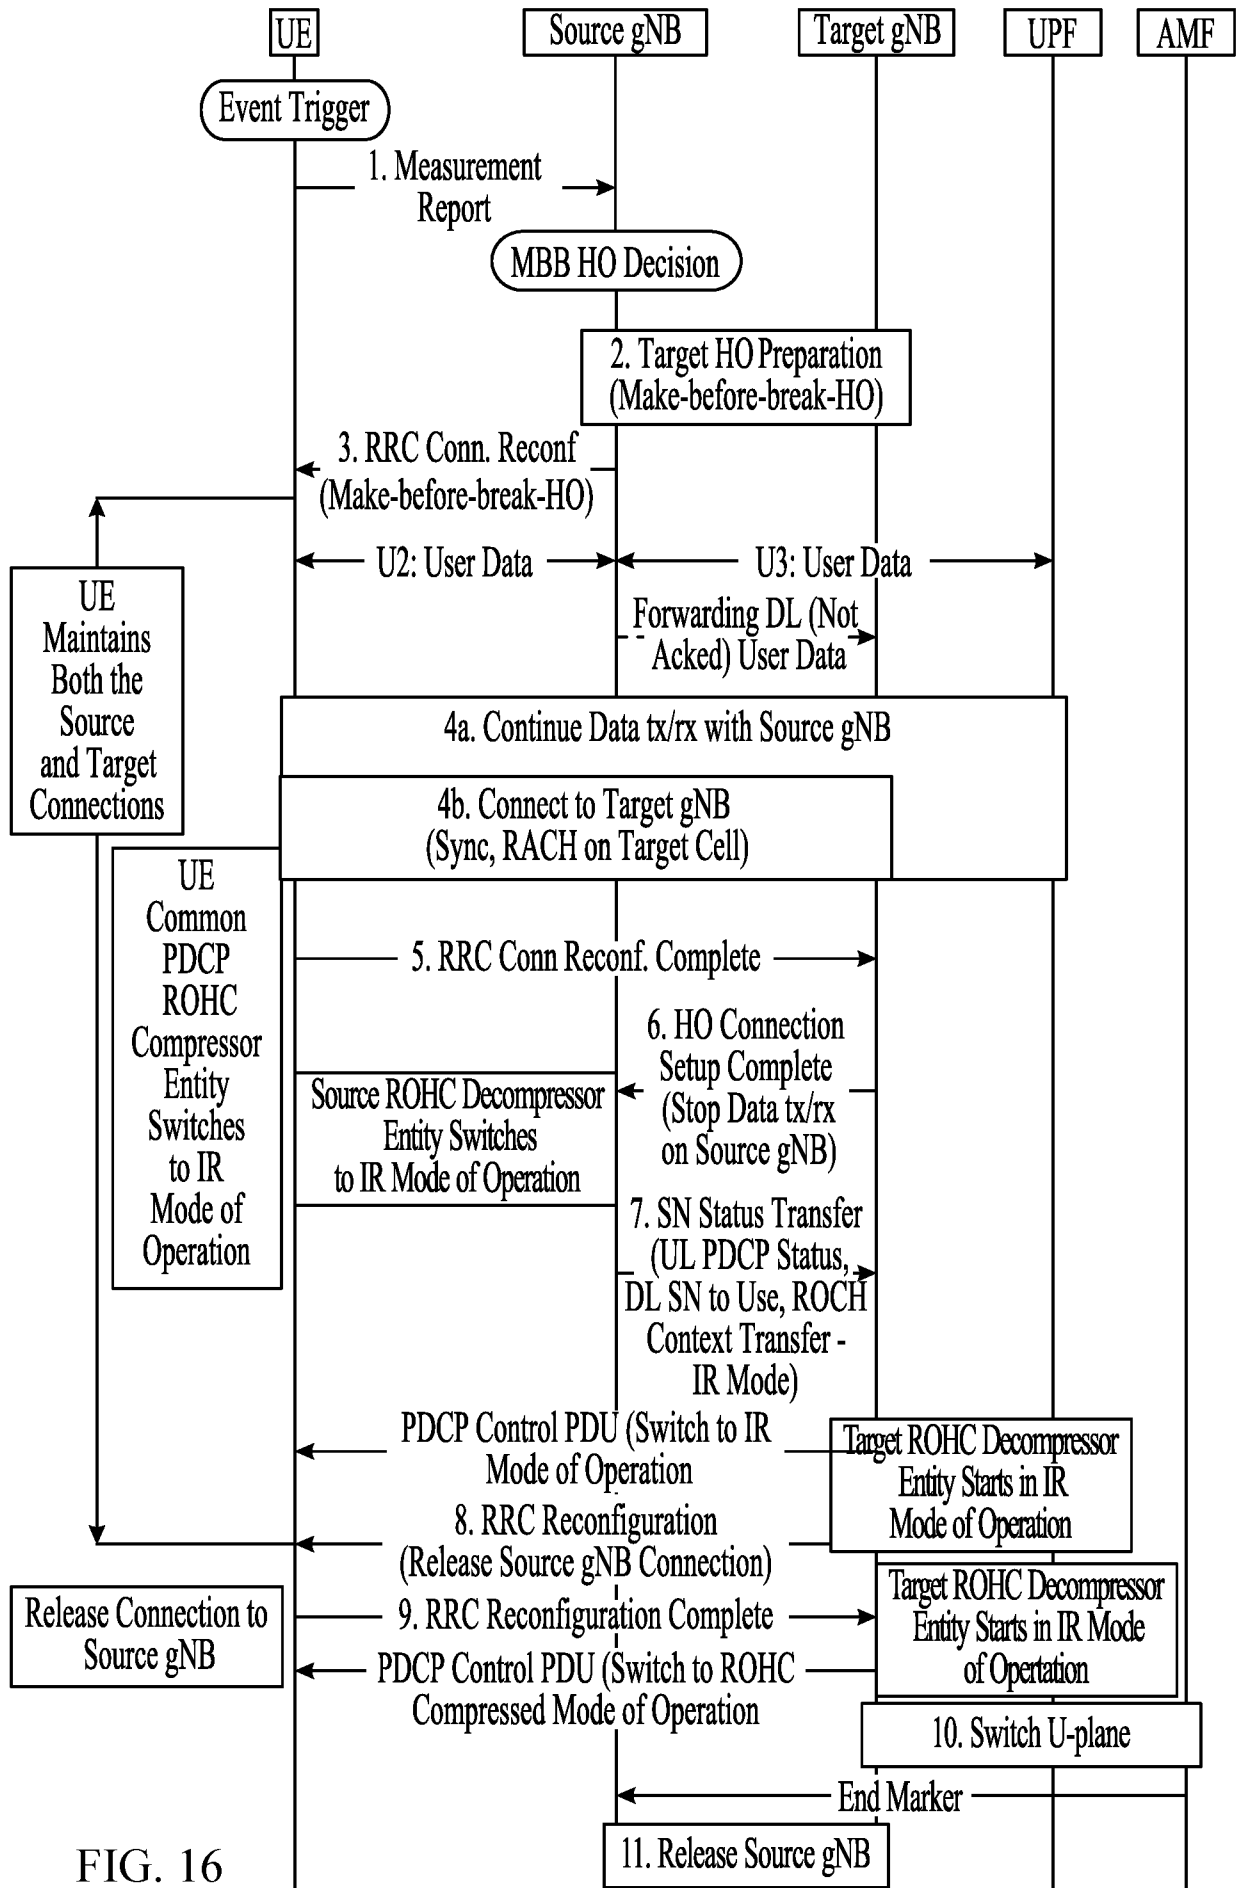 UE
Source gNB
Target gNB
UPF
AMF
Event Trigger
1. Measurement
Report
MBB HO Decision
2. Target HO Preparation
(Make-before-break-HO)
3. RRC Conn. Reconf
(Make-before-break-HO)
U2: User Data
U3: User Data
UE
Maintains
Both the
Source
and Target
Connections
Forwarding DL (Not
Acked) User Data
4a. Continue Data tx/rx with Source gNB
4b. Connect to Target gNB
(Sync, RACH on Target Cell)
UE
Common
PDCP
ROHC
Compressor
Entity
Switches
to IR
Mode of
Operation
5. RRC Conn Reconf. Complete
6. HO Connection
Setup Complete
(Stop Data tx/rx
on Source gNB)
Source ROHC Decompressor
Entity Switches
to IR Mode of Operation
7. SN Status Transfer
(UL PDCP Status,
DL SN to Use, ROCH
Context Transfer -
IR Mode)
PDCP Control PDU (Switch to IR
Mode of Operation
Target ROHC Decompressor
Entity Starts in IR
Mode of Operation
8. RRC Reconfiguration
(Release Source gNB Connection)
Release Connection to
Source gNB
9. RRC Reconfiguration Complete
Target ROHC Decompressor
Entity Starts in IR Mode
of Opertation
PDCP Control PDU (Switch to ROHC
Compressed Mode of Operation
10. Switch U-plane
End Marker
11. Release Source gNB
FIG. 16